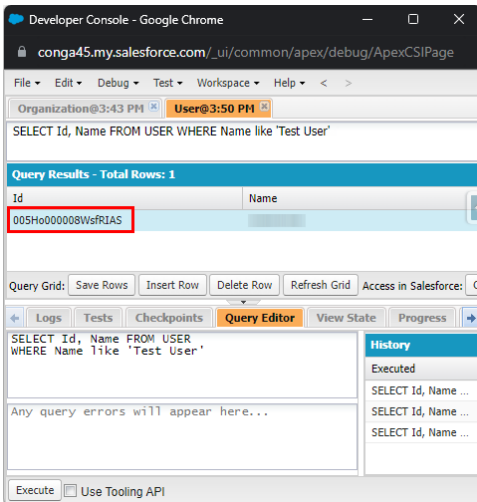 Developer Console - Google Chrome
conga45.my.salesforce.com/_ui/common/apex/debug/ApexCSIPage
File Edit Debug Test Workspace Help < >
Organization@3:43 PM User@3:50 PM
SELECT Id, Name FROM USER WHERE Name like 'Test User'
Query Results - Total Rows: 1
Id Name
005Ho000008WsfRIAS
Query Grid: Save Rows Insert Row Delete Row Refresh Grid Access in Salesforce:
Logs Tests Checkpoints Query Editor View State Progress
SELECT Id, Name FROM USER
WHERE Name like 'Test User'
Any query errors will appear here...
History
Executed
SELECT Id, Name ...
SELECT Id, Name ...
SELECT Id, Name ...
Execute Use Tooling API